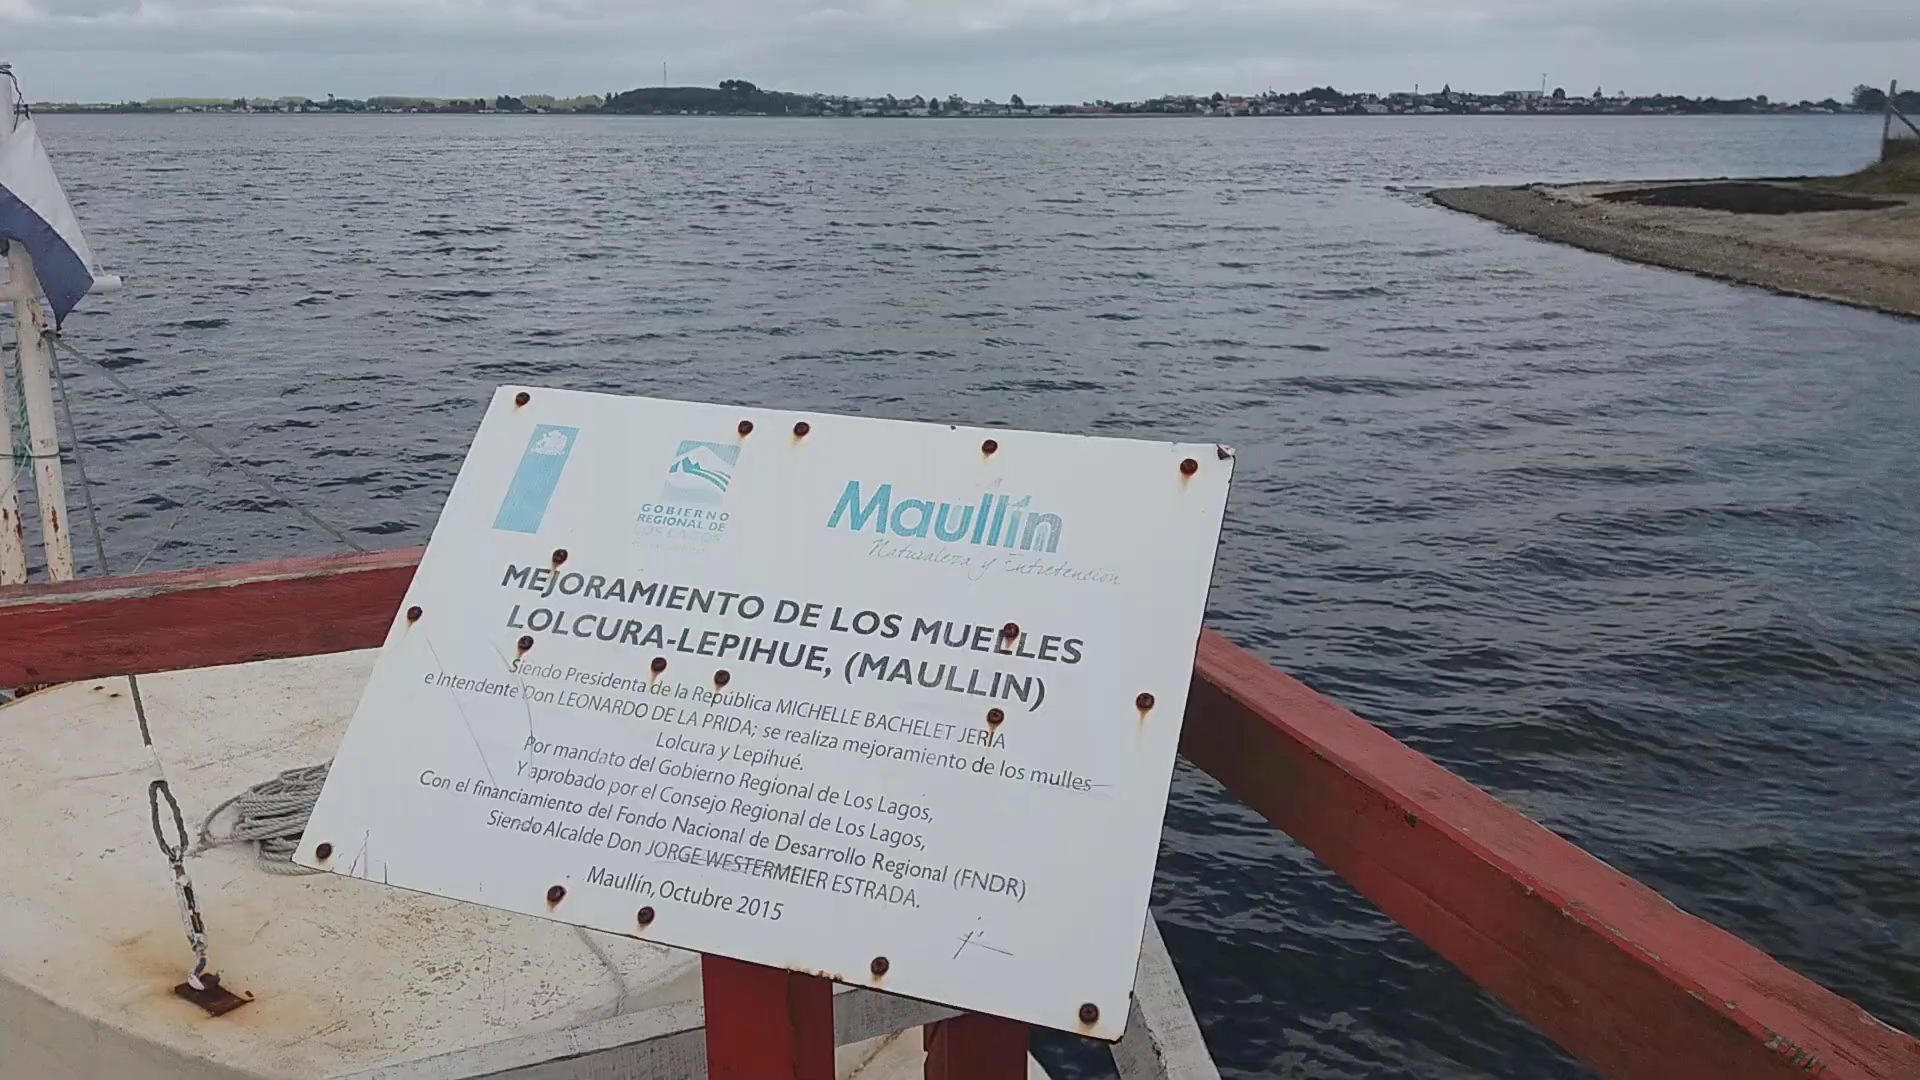 GOBIERNO
REGIONAL DE
LOS LAGOS
Maullín
Naturaleza y Entretención
MEJORAMIENTO DE LOS MUELLES
LOLCURA-LEPIHUE, (MAULLIN)
Siendo Presidenta de la República MICHELLE BACHELET JERIA
e Intendente Don LEONARDO DE LA PRIDA; se realiza mejoramiento de los mulles
Lolcura y Lepihué.
Por mandato del Gobierno Regional de Los Lagos,
Y aprobado por el Consejo Regional de Los Lagos,
Con el financiamiento del Fondo Nacional de Desarrollo Regional (FNDR)
Siendo Alcalde Don JORGE WESTERMEIER ESTRADA.
Maullín, Octubre 2015